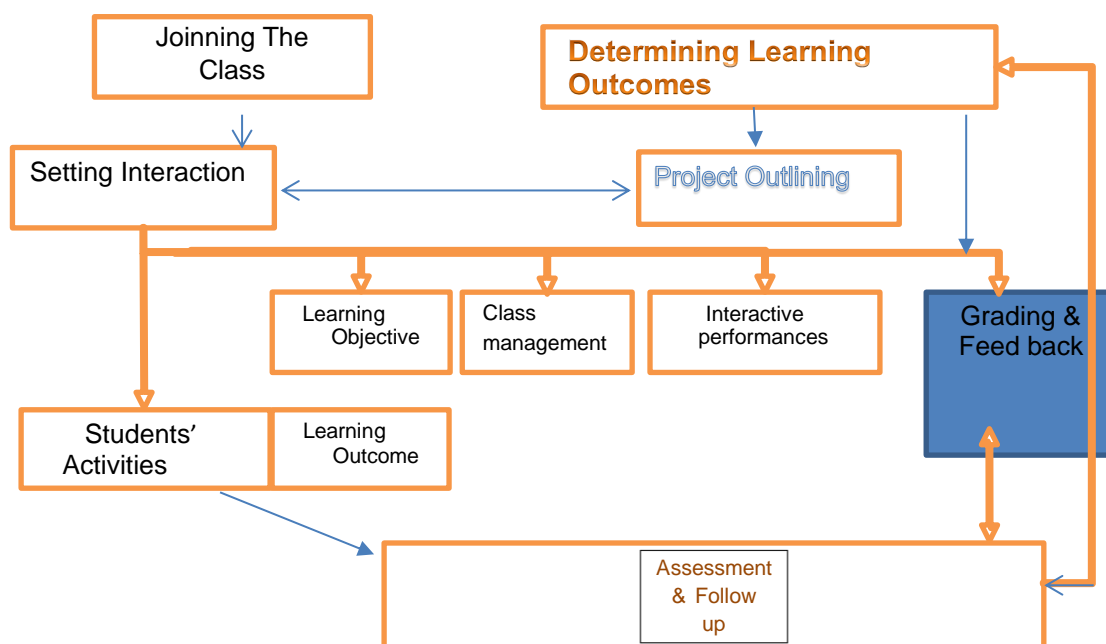 Joinning The
Class
Determining Learning
Outcomes
Setting Interaction
Project Outlining
Learning
Objective
Class
management
Interactive
performances
Grading &
Feed back
Students’
Activities
Learning
Outcome
Assessment
& Follow
up